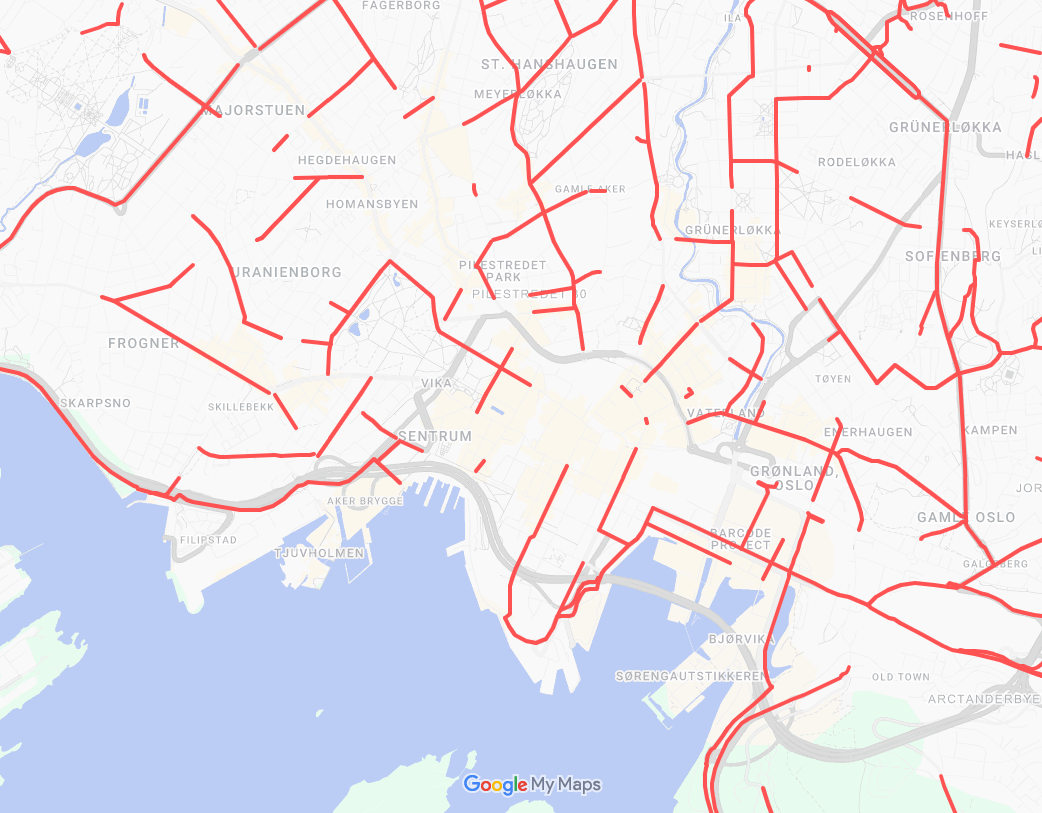 FAGERBORG
ILA
ROSENHOFF
ST. HANSHAUGEN
MEYERLØKKA
MAJORSTUEN
GRÜNERLØKKA
HEGDEHAUGEN
RODELØKKA
HASL
GAMLE AKER
HOMANSBYEN
KEYSERLØ
GRÜNERLØKKA
LI
SOFIENBERG
PILESTREDET
PARK
URANIENBORG
PILESTREDET 30
FROGNER
TØYEN
VIKA
SKARPSNO
SKILLEBEKK
VATERLAND
ENERHAUGEN
KAMPEN
SENTRUM
GRØNLAND,
OSLO
JOR
AKER BRYGGE
GAMLE OSLO
BARCODE
PROJECT
FILIPSTAD
TJUVHOLMEN
GALGEBERG
BJØRVIKA
SØRENGAUTSTIKKEREN
OLD TOWN
ARCTANDERBYE
Google My Maps